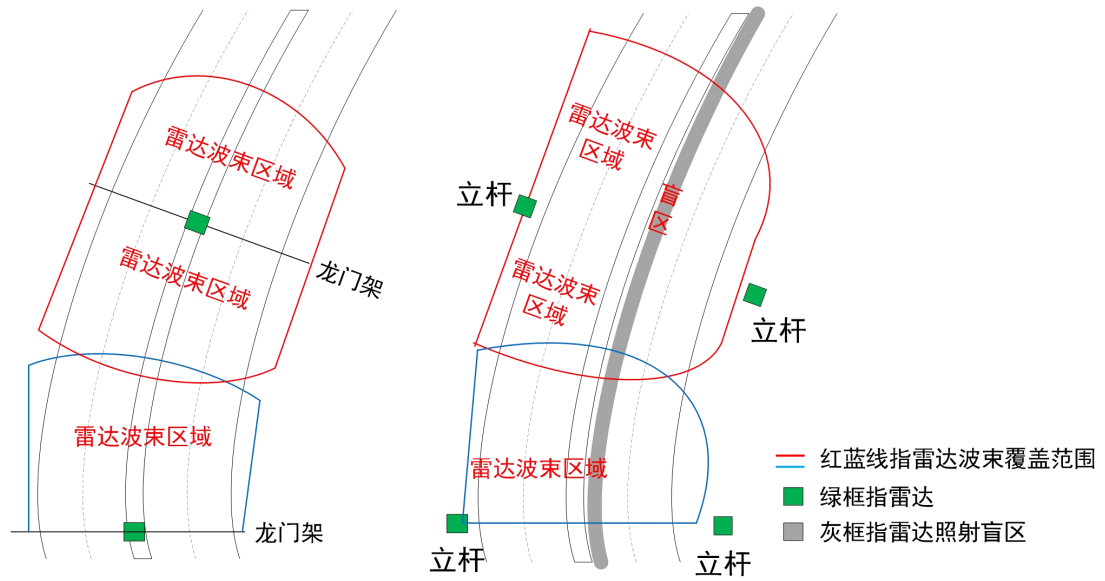 雷达波束区域
雷达波束区域
龙门架
雷达波束区域
龙门架
雷达波束
区域
盲
区
立杆
雷达波束
区域
立杆
雷达波束区域
立杆
立杆
红蓝线指雷达波束覆盖范围
绿框指雷达
灰框指雷达照射盲区